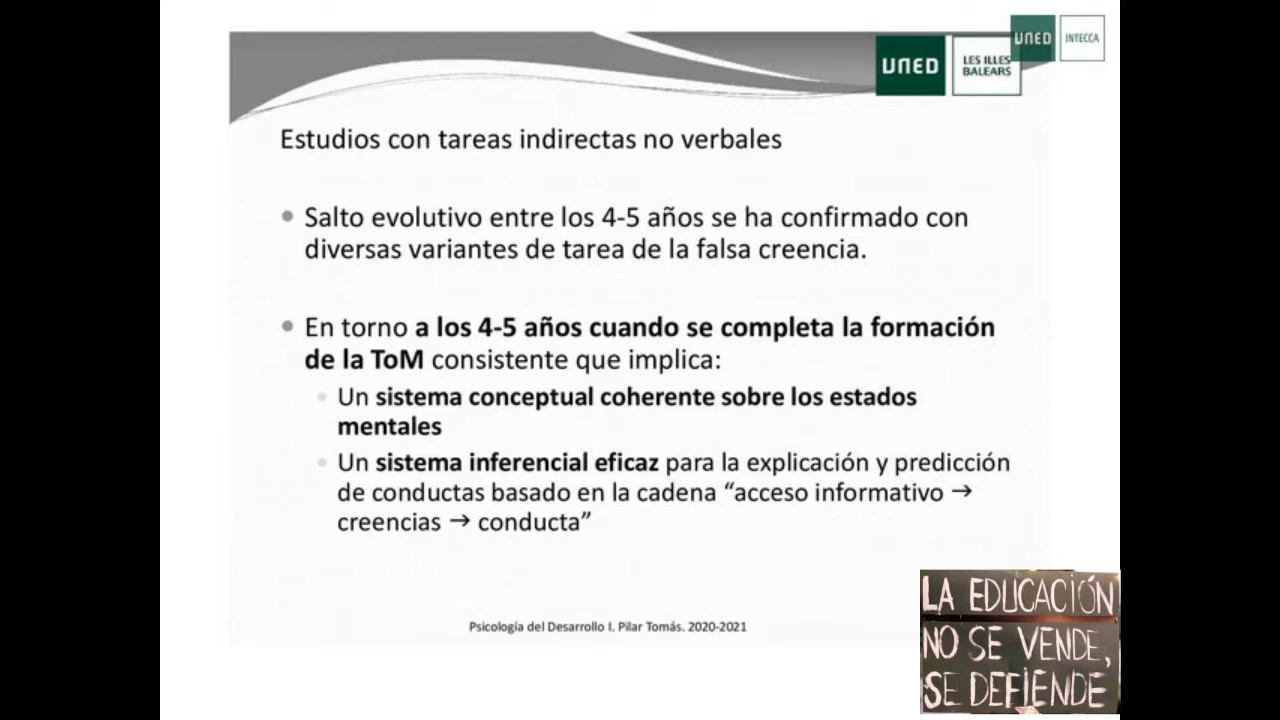 UNED
INTECCA
UNED
LES ILLES
BALEARS
Estudios con tareas indirectas no verbales
• Salto evolutivo entre los 4-5 años se ha confirmado con
diversas variantes de tarea de la falsa creencia.
• En torno a los 4-5 años cuando se completa la formación
de la ToM consistente que implica:
• Un sistema conceptual coherente sobre los estados
mentales
• Un sistema inferencial eficaz para la explicación y predicción
de conductas basado en la cadena “acceso informativo →
creencias → conducta”
Psicología del Desarrollo I. Pilar Tomás. 2020-2021
LA EDUCACIÓN
NO SE VENDE,
SE DEFIENDE